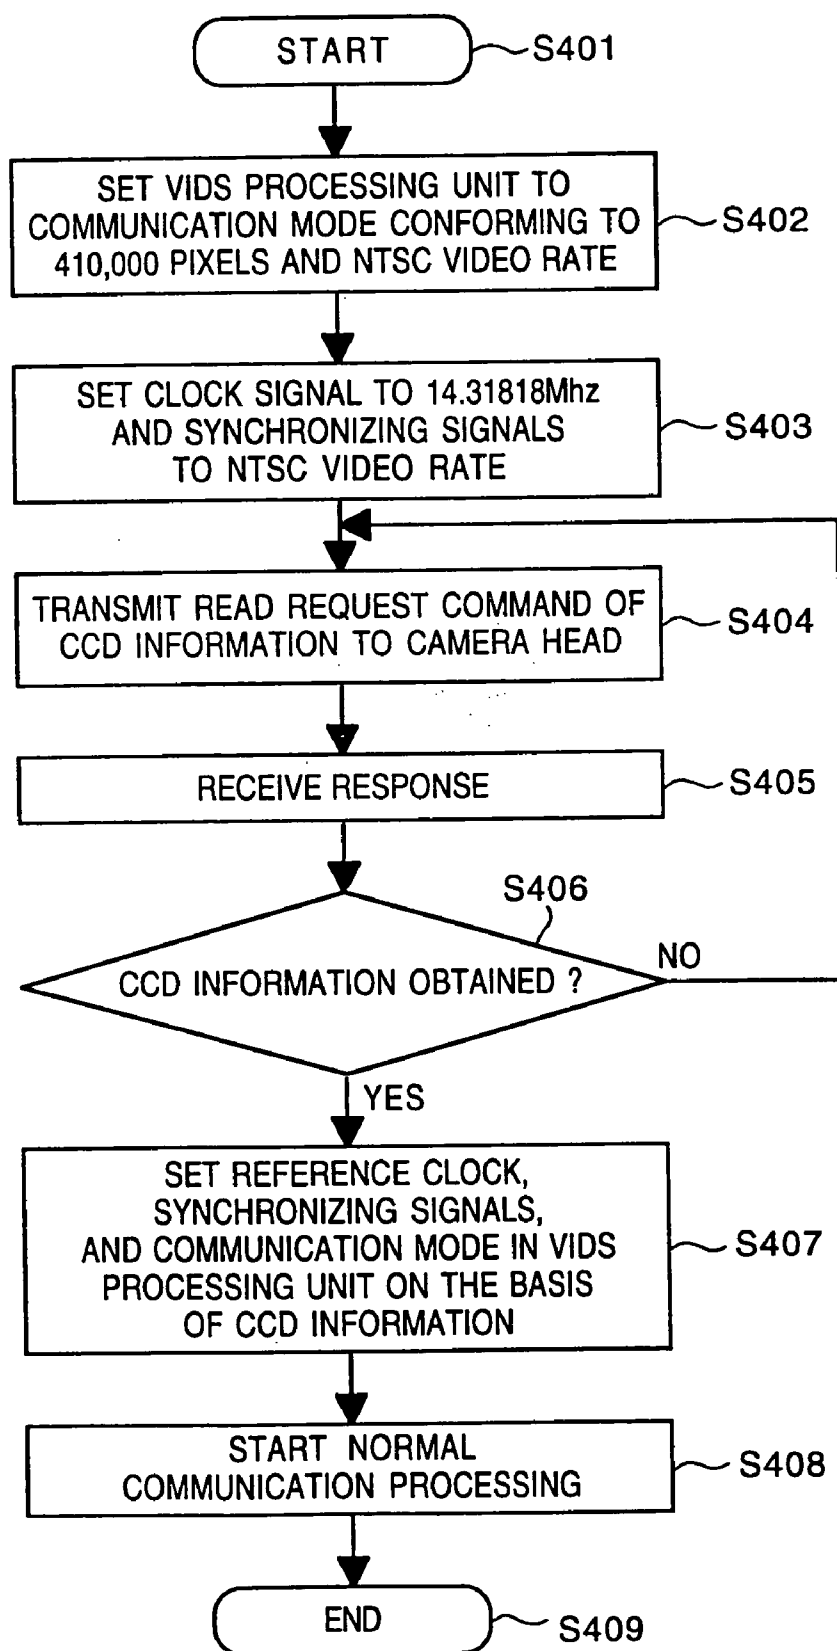 START
S401
SET VIDS PROCESSING UNIT TO
COMMUNICATION MODE CONFORMING TO
410,000 PIXELS AND NTSC VIDEO RATE
S402
SET CLOCK SIGNAL TO 14.31818Mhz
AND SYNCHRONIZING SIGNALS
TO NTSC VIDEO RATE
S403
TRANSMIT READ REQUEST COMMAND OF
CCD INFORMATION TO CAMERA HEAD
S404
RECEIVE RESPONSE
S405
S406
CCD INFORMATION OBTAINED ?
NO
YES
SET REFERENCE CLOCK,
SYNCHRONIZING SIGNALS,
AND COMMUNICATION MODE IN VIDS
PROCESSING UNIT ON THE BASIS
OF CCD INFORMATION
S407
START NORMAL
COMMUNICATION PROCESSING
S408
END
S409